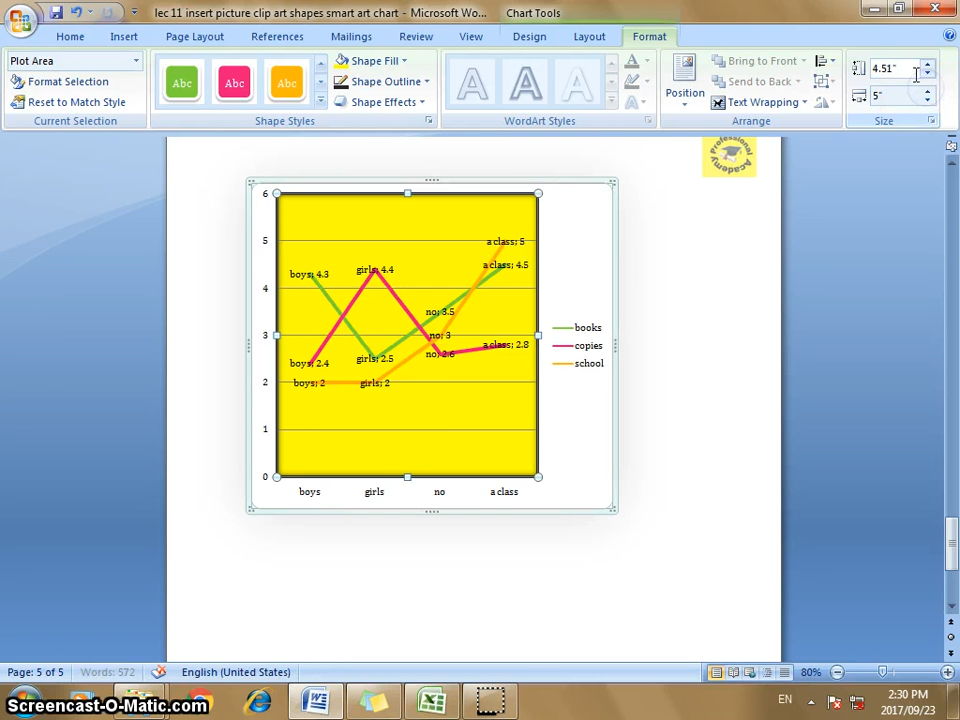 lec 11 insert picture clip art shapes smart art chart - Microsoft Wo...
Chart Tools
Home
Insert
Page Layout
References
Mailings
Review
View
Design
Layout
Format
Plot Area
Format Selection
Reset to Match Style
Current Selection
Abc
Abc
Abc
Shape Fill
Shape Outline
Shape Effects
Shape Styles
A
A
A
A
A
A
WordArt Styles
Position
Bring to Front
Send to Back
Text Wrapping
Arrange
4.51"
5"
Size
Professional
Academy
6
5
4
3
2
1
0
boys; 4.3
girls; 4.4
a class; 5
a class; 4.5
no; 3.5
no; 3
no; 2.6
a class; 2.8
boys; 2.4
girls; 2.5
boys; 2
girls; 2
books
copies
school
boys
girls
no
a class
Page: 5 of 5
Words: 572
English (United States)
80%
EN
2:30 PM
2017/09/23
Screencast-O-Matic.com